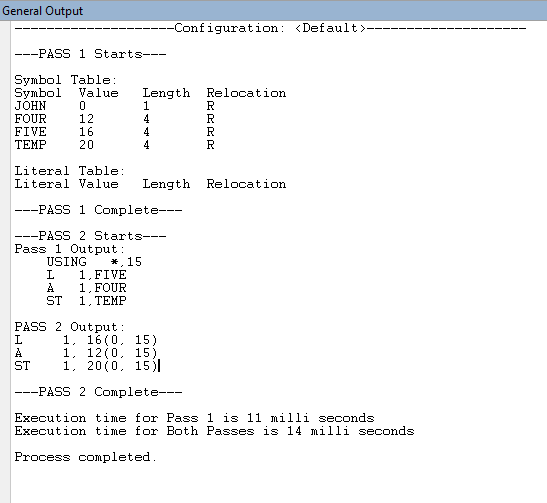 General Output
--------------------Configuration: <Default>--------------------
---PASS 1 Starts---
Symbol Table:
Symbol  Value   Length  Relocation
JOHN    0       1       R
FOUR    12      4       R
FIVE    16      4       R
TEMP    20      4       R
Literal Table:
Literal Value   Length  Relocation
---PASS 1 Complete---
---PASS 2 Starts---
Pass 1 Output:
    USING   *,15
    L   1,FIVE
    A   1,FOUR
    ST  1,TEMP
PASS 2 Output:
L     1, 16(0, 15)
A     1, 12(0, 15)
ST    1, 20(0, 15)
---PASS 2 Complete---
Execution time for Pass 1 is 11 milli seconds
Execution time for Both Passes is 14 milli seconds
Process completed.